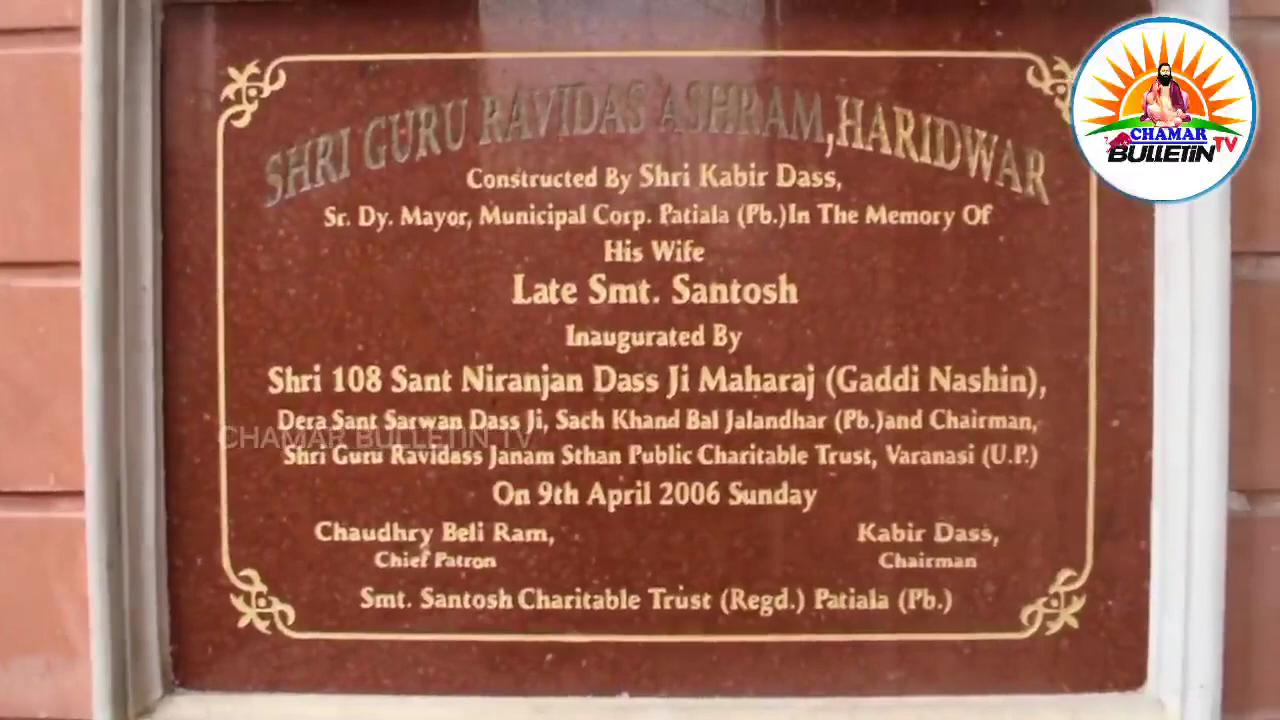 SHRI GURU RAVIDAS ASHRAM,HARIDWAR
Constructed By Shri Kabir Dass,
Sr. Dy. Mayor, Municipal Corp. Patiala (Pb.)In The Memory Of
His Wife
Late Smt. Santosh
Inaugurated By
Shri 108 Sant Niranjan Dass Ji Maharaj (Gaddi Nashin),
Dera Sant Sarwan Dass Ji, Sach Khand Bal Jalandhar (Pb.)and Chairman,
CHAMAR BULLETIN TV
Shri Guru Ravidass Janam Sthan Public Charitable Trust, Varanasi (U.P.)
On 9th April 2006 Sunday
Chaudhry Beli Ram, Kabir Dass,
Chief Patron Chairman
Smt. Santosh Charitable Trust (Regd.) Patiala (Pb.)
CHAMAR
BULLETIN TV